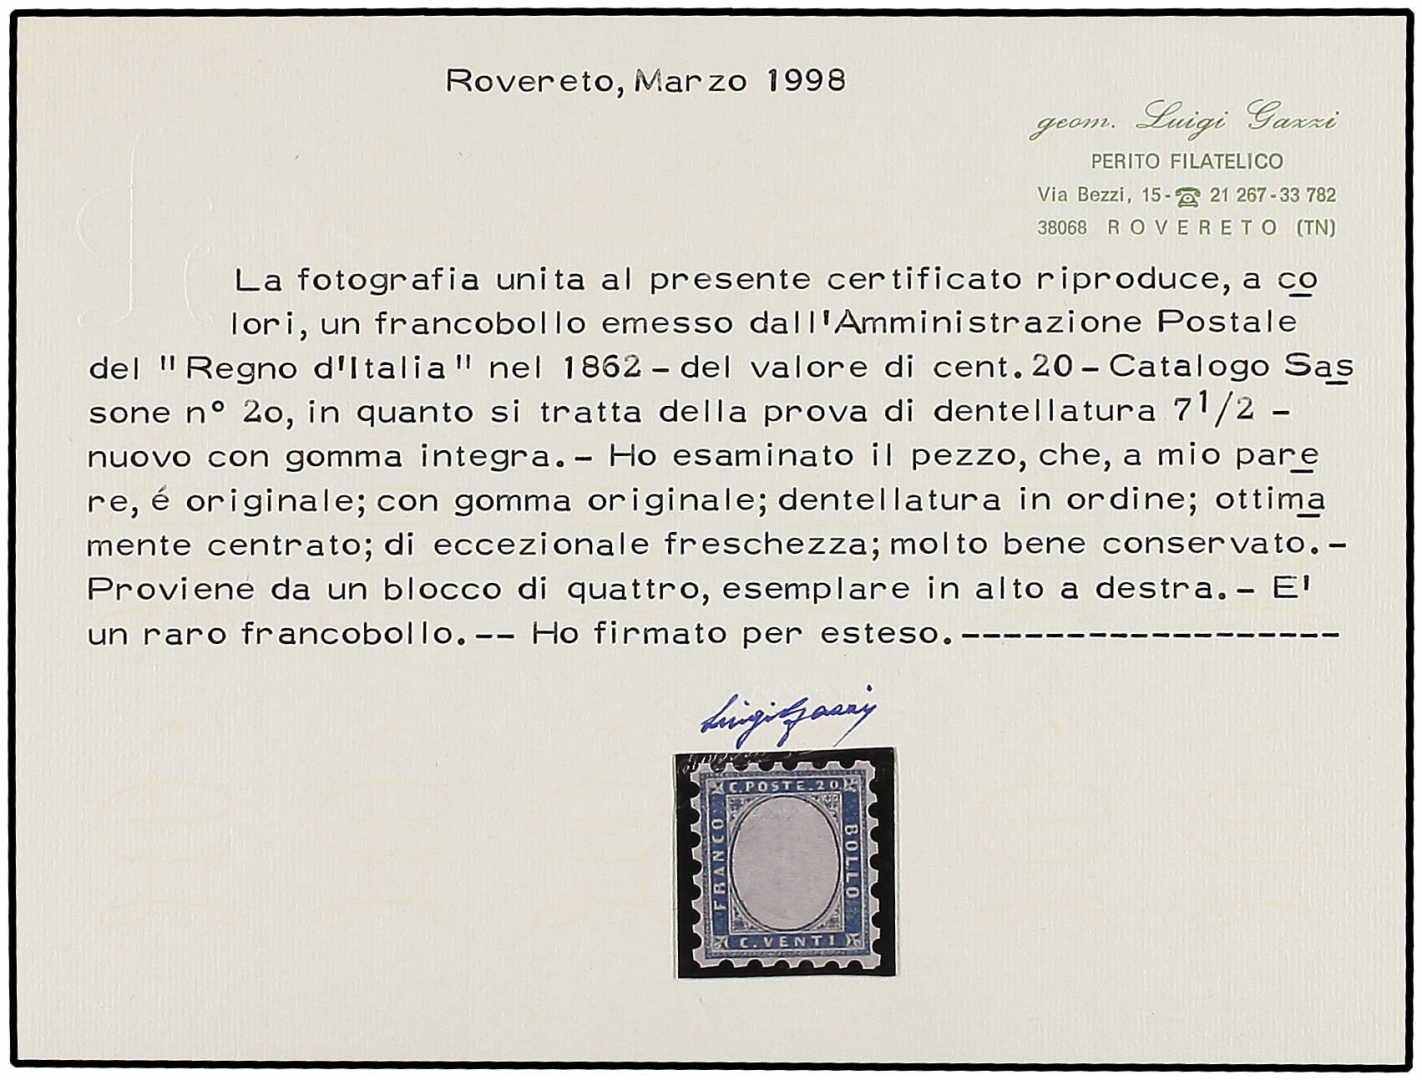 Rovereto, Marzo 1998
geom. Luigi Gazzi
PERITO FILATELICO
Via Bezzi, 15-☎ 21 267-33 782
38068 ROVERETO (TN)
La fotografia unita al presente certificato riproduce, a co
lori, un francobollo emesso dall'Amministrazione Postale
del "Regno d'Italia" nel 1862 - del valore di cent. 20 - Catalogo Sas
sone n° 2o, in quanto si tratta della prova di dentellatura 7 1/2 -
nuovo con gomma integra.- Ho esaminato il pezzo, che, a mio pare
re, é originale; con gomma originale; dentellatura in ordine; ottima
mente centrato; di eccezionale freschezza; molto bene conservato.-
Proviene da un blocco di quattro, esemplare in alto a destra.- E'
un raro francobollo.-- Ho firmato per esteso.------------------
Luigi Gazzi
C. POSTE. 20
FRANCO
BOLLO
C. VENTI